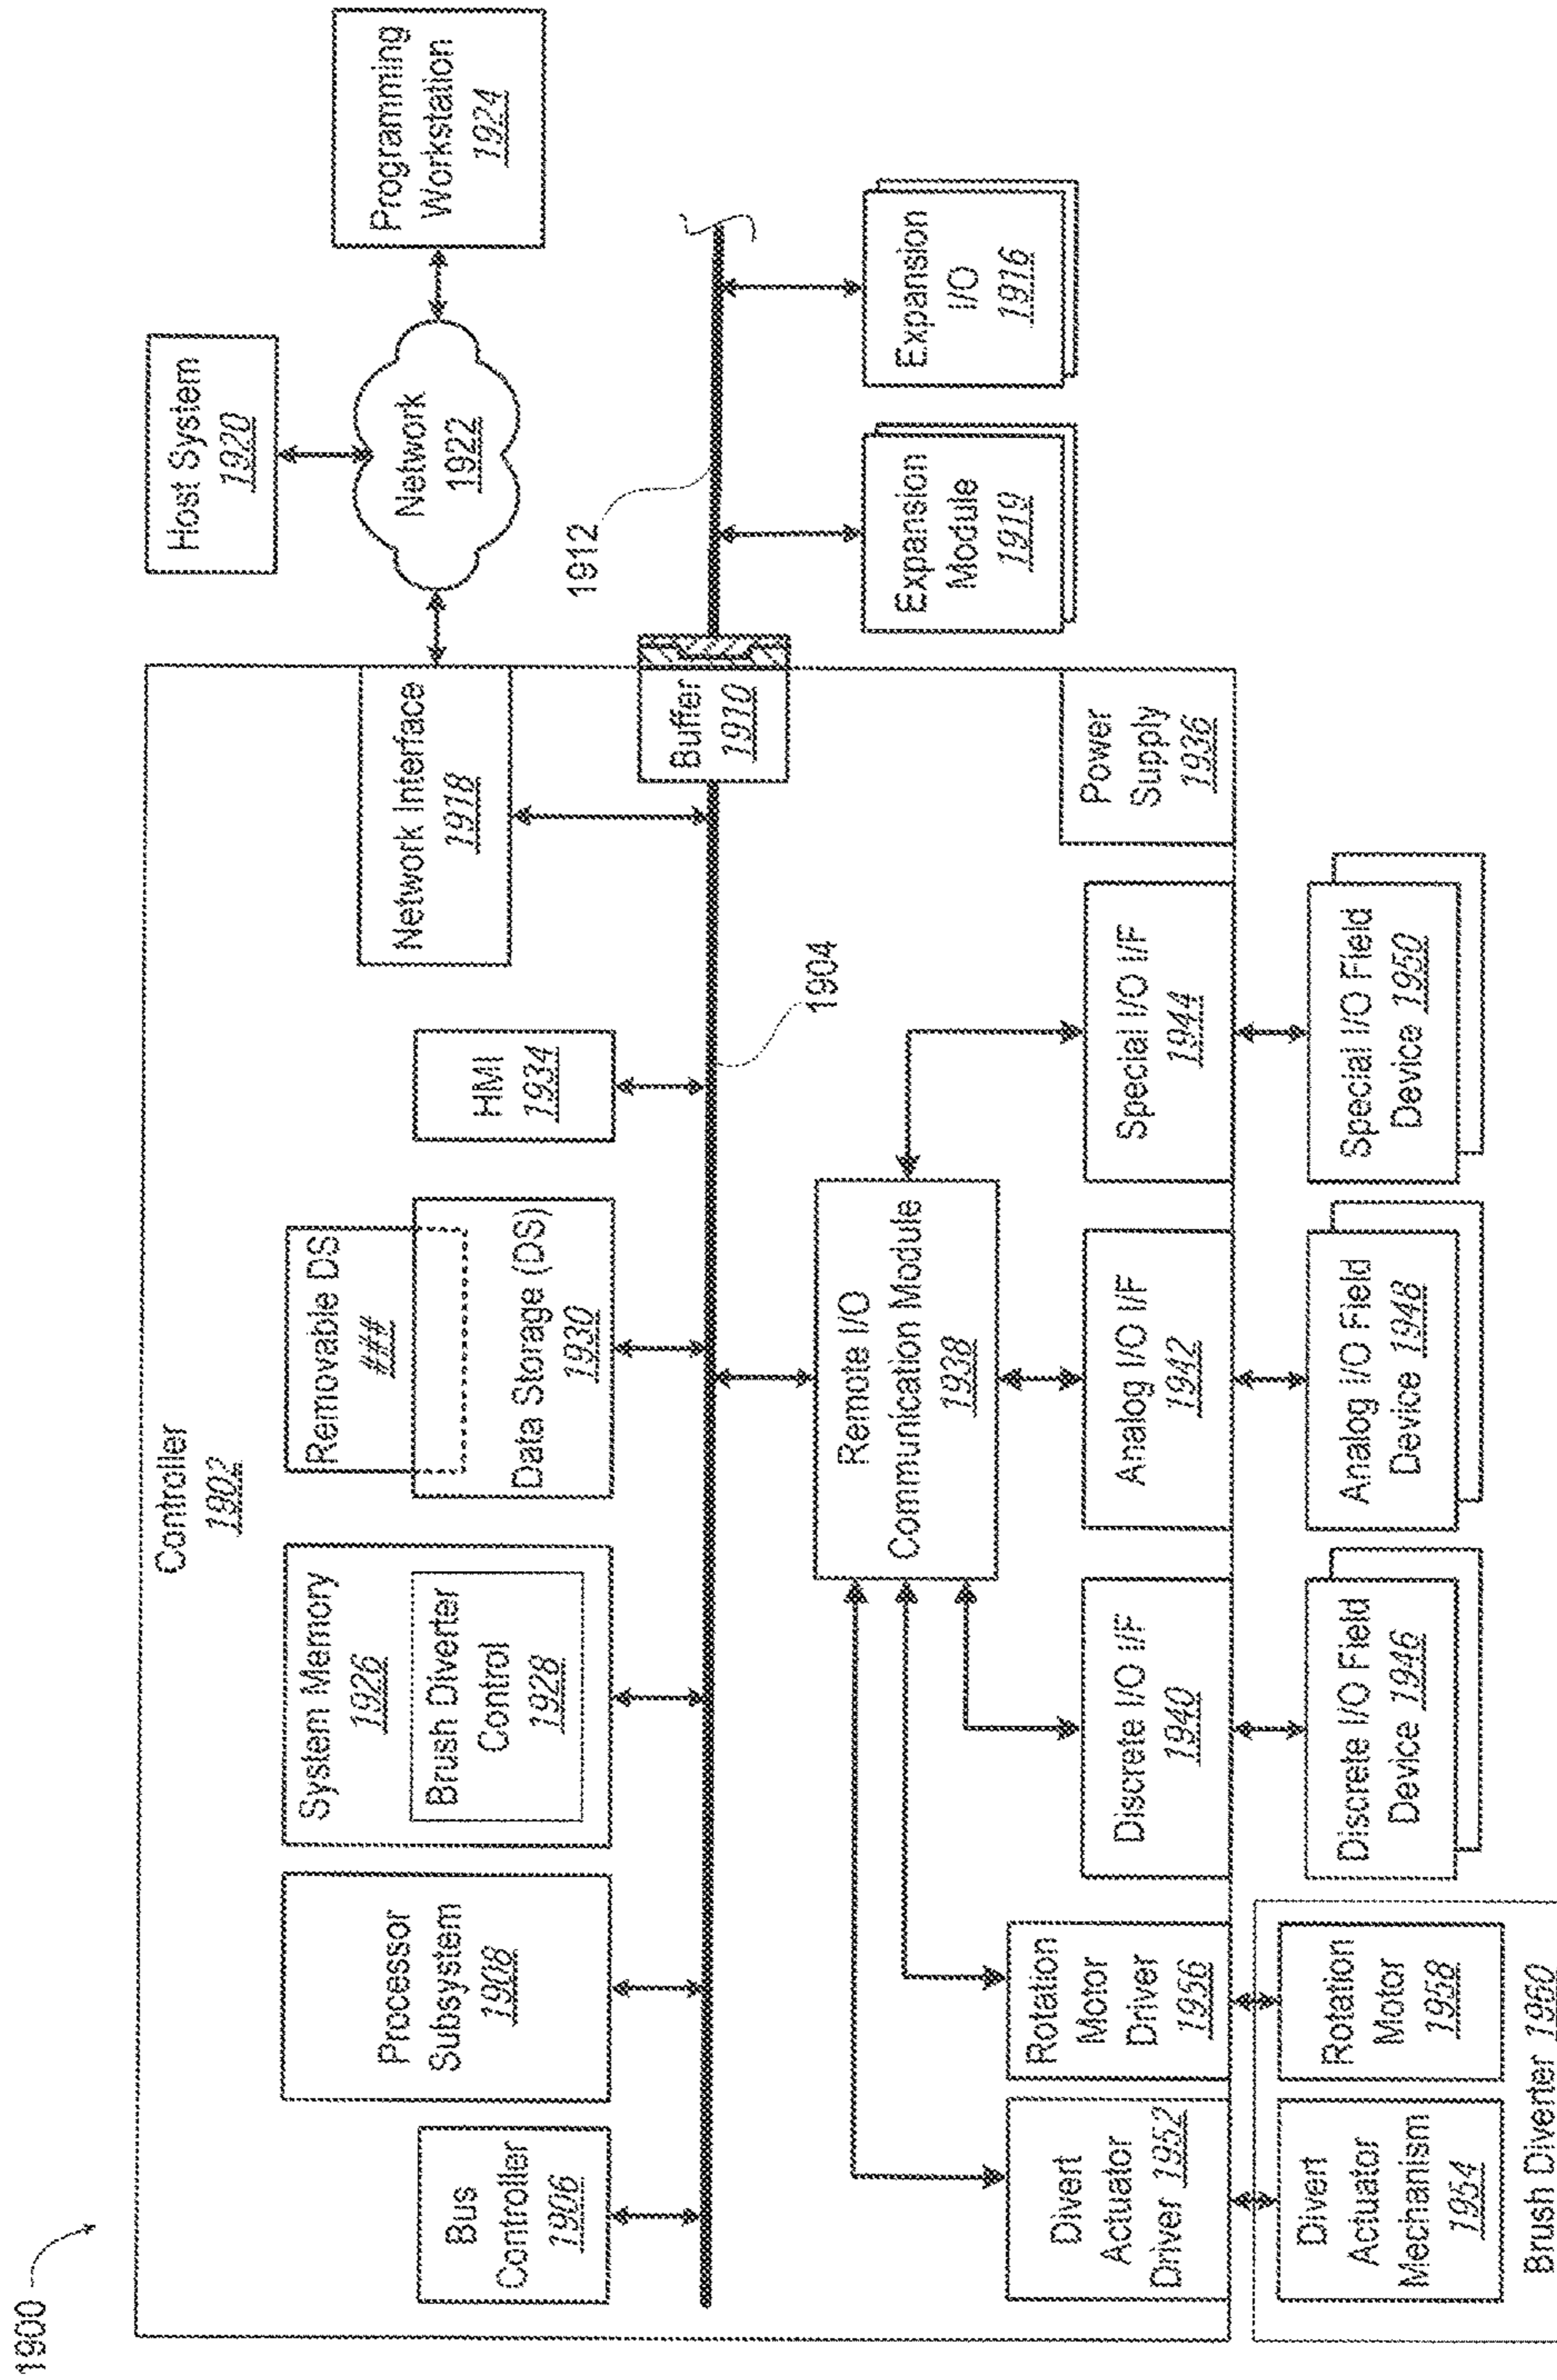 1900
Controller
1902
Host System
1920
Network
1922
Programming
Workstation
1924
Bus
Controller
1906
Processor
Subsystem
1908
System Memory
1926
Brush Diverter
Control
1928
Removable DS
###
Data Storage (DS)
1930
HMI
1934
Network Interface
1918
Buffer
1910
1912
1904
Expansion
Module
1919
Expansion
I/O
1916
Remote I/O
Communication Module
1938
Divert
Actuator
Driver 1952
Rotation
Motor
Driver
1956
Discrete I/O I/F
1940
Analog I/O I/F
1942
Special I/O I/F
1944
Power
Supply
1936
Divert
Actuator
Mechanism
1954
Rotation
Motor
1958
Brush Diverter 1960
Discrete I/O Field
Device 1946
Analog I/O Field
Device 1948
Special I/O Field
Device 1950